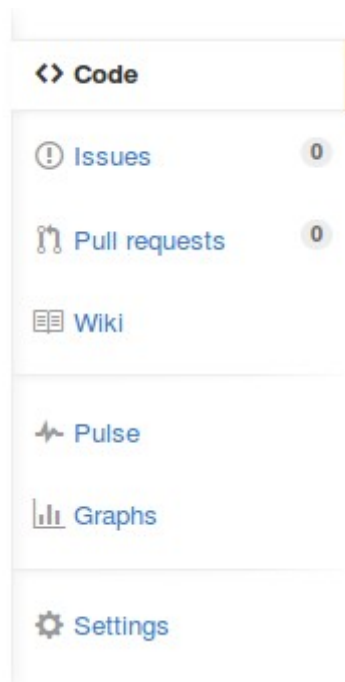 Code
Issues 0
Pull requests 0
Wiki
Pulse
Graphs
Settings